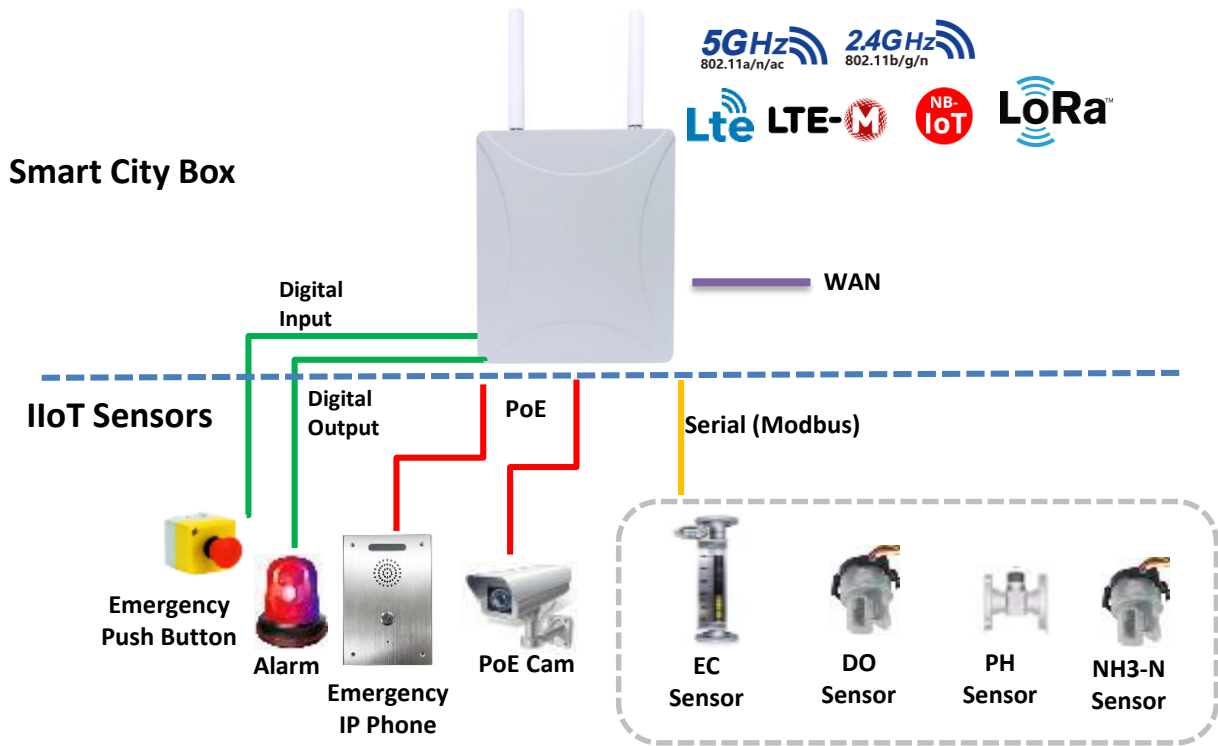 5GHz
802.11a/n/ac
2.4GHz
802.11b/g/n
Lte
LTE-M
NB-
IoT
LoRa™
Smart City Box
WAN
Digital
Input
IIoT Sensors
Digital
Output
PoE
Serial (Modbus)
Emergency
Push Button
Alarm
Emergency
IP Phone
PoE Cam
EC
Sensor
DO
Sensor
PH
Sensor
NH3-N
Sensor